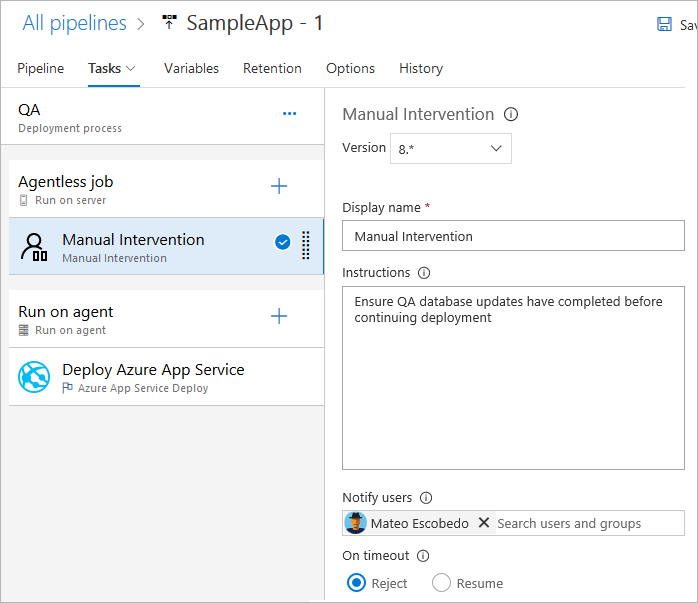 All pipelines > SampleApp - 1
Sav
Pipeline Tasks Variables Retention Options History
QA
Deployment process
Agentless job
Run on server
Manual Intervention
Manual Intervention
Run on agent
Run on agent
Deploy Azure App Service
Azure App Service Deploy
Manual Intervention
Version 8.*
Display name *
Manual Intervention
Instructions
Ensure QA database updates have completed before
continuing deployment
Notify users
Mateo Escobedo Search users and groups
On timeout
Reject Resume